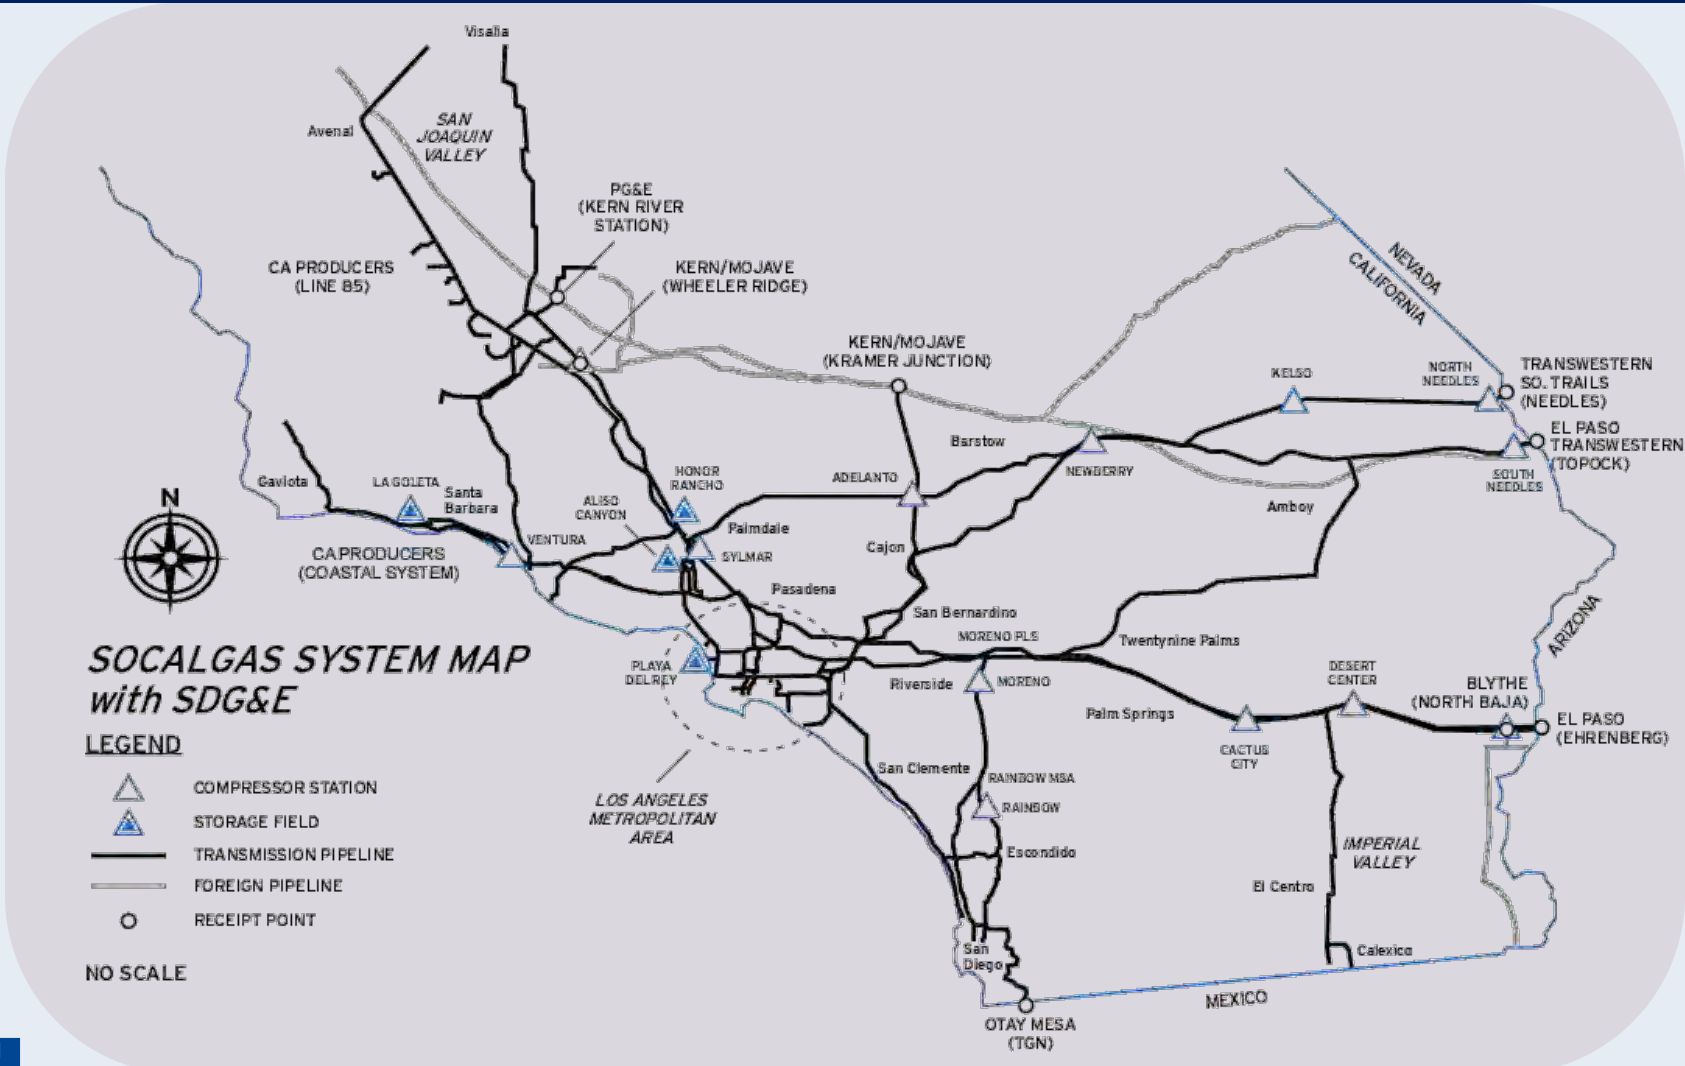 Visalia
Avenal
SAN
JOAQUIN
VALLEY
PG&E
(KERN RIVER
STATION)
CA PRODUCERS
(LINE 85)
KERN/MOJAVE
(WHEELER RIDGE)
KERN/MOJAVE
(KRAMER JUNCTION)
NEVADA
CALIFORNIA
KELSO
NORTH
NEEDLES
TRANSWESTERN
SO. TRAILS
(NEEDLES)
EL PASO
TRANSWESTERN
(TOPOCK)
SOUTH
NEEDLES
Barstow
NEWBERRY
ADELANTO
Amboy
HONOR
RANCHO
ALISO
CANYON
Gaviota
LA GOLETA
Santa
Barbara
N
CA PRODUCERS
(COASTAL SYSTEM)
VENTURA
Palmdale
SYLMAR
Cajon
Pasadena
San Bernardino
MORENO PLS
Twentynine Palms
ARIZONA
PLAYA
DEL REY
Riverside
MORENO
Palm Springs
DESERT
CENTER
BLYTHE
(NORTH BAJA)
EL PASO
(EHRENBERG)
CACTUS
CITY
SOCALGAS SYSTEM MAP
with SDG&E
LEGEND
COMPRESSOR STATION
STORAGE FIELD
TRANSMISSION PIPELINE
FOREIGN PIPELINE
RECEIPT POINT
NO SCALE
LOS ANGELES
METROPOLITAN
AREA
San Clemente
RAINBOW MSA
RAINBOW
Escondido
IMPERIAL
VALLEY
El Centro
Calexico
San
Diego
MEXICO
OTAY MESA
(TGN)